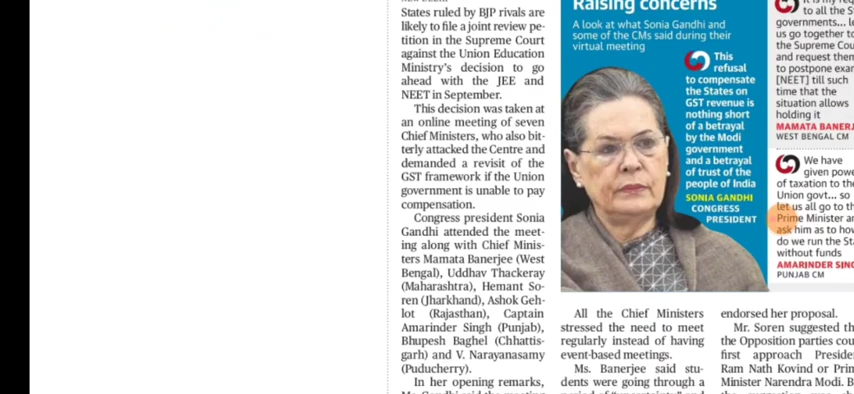 States ruled by BJP rivals are
likely to file a joint review pe-
tition in the Supreme Court
against the Union Education
Ministry's decision to go
ahead with the JEE and
NEET in September.
This decision was taken at
an online meeting of seven
Chief Ministers, who also bit-
terly attacked the Centre and
demanded a revisit of the
GST framework if the Union
government is unable to pay
compensation.
Congress president Sonia
Gandhi attended the meet-
ing along with Chief Minis-
ters Mamata Banerjee (West
Bengal), Uddhav Thackeray
(Maharashtra), Hemant So-
ren (Jharkhand), Ashok Geh-
lot (Rajasthan), Captain
Amarinder Singh (Punjab),
Bhupesh Baghel (Chhattis-
garh) and V. Narayanasamy
(Puducherry).
In her opening remarks,
Raising concerns
A look at what Sonia Gandhi and
some of the CMs said during their
virtual meeting
This
refusal
to compensate
the States on
GST revenue is
nothing short
of a betrayal
by the Modi
government
and a betrayal
of trust of the
people of India
SONIA GANDHI
CONGRESS
PRESIDENT
to all the
governments...
us go together
the Supreme
and request
to postpone
[NEET] till such
time that the
situation allows
holding it
MAMATA
WEST BENGAL CM
We have
given
of taxation to
Union govt... so
let us all go to
Prime Minister
ask him as to
do we run the
without funds
AMARINDER
PUNJAB CM
All the Chief Ministers
stressed the need to meet
regularly instead of having
event-based meetings.
Ms. Banerjee said stu-
dents were going through a
endorsed her proposal.
Mr. Soren suggested
the Opposition parties
first approach
Ram Nath Kovind or
Minister Narendra Modi.